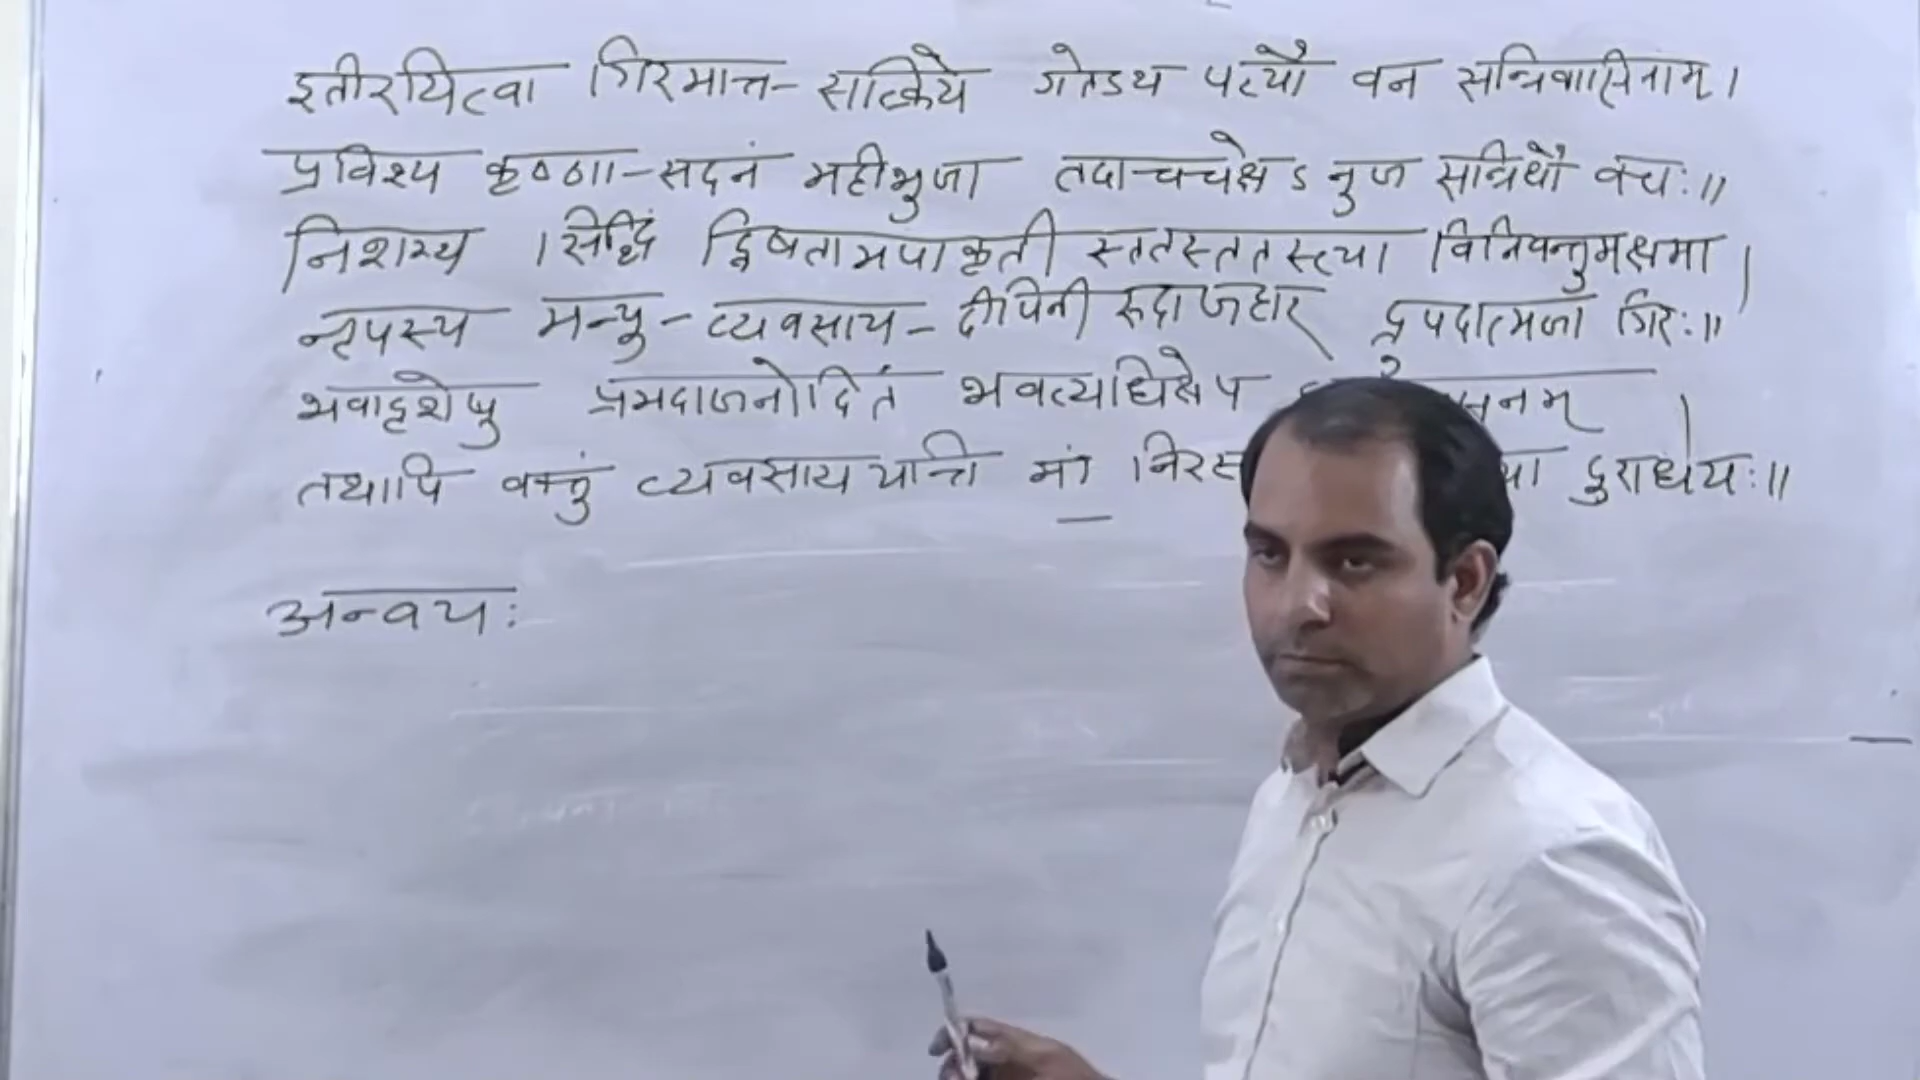 इतीरयित्वा गिरमात्त-सत्क्रिये गतेऽथ पत्यौ वन सन्निवासिनाम्।
प्रविश्य कृष्णा-सदनं महीभुजा तदाचचक्षेऽनुज सन्निधौ वचः॥
निशम्य सिद्धिं द्विषतामपाकृती स्ततस्ततस्त्या विनियन्तुमक्षमा।
नृपस्य मन्यु-व्यवसाय-दीपिनी रुदाजहार द्रुपदात्मजा गिरः॥
भवादृशेषु प्रमदाजनोदितं भवत्यधिक्षेप
तथापि वक्तुं व्यवसाययन्ति मां दुराधयः॥
अन्वय: